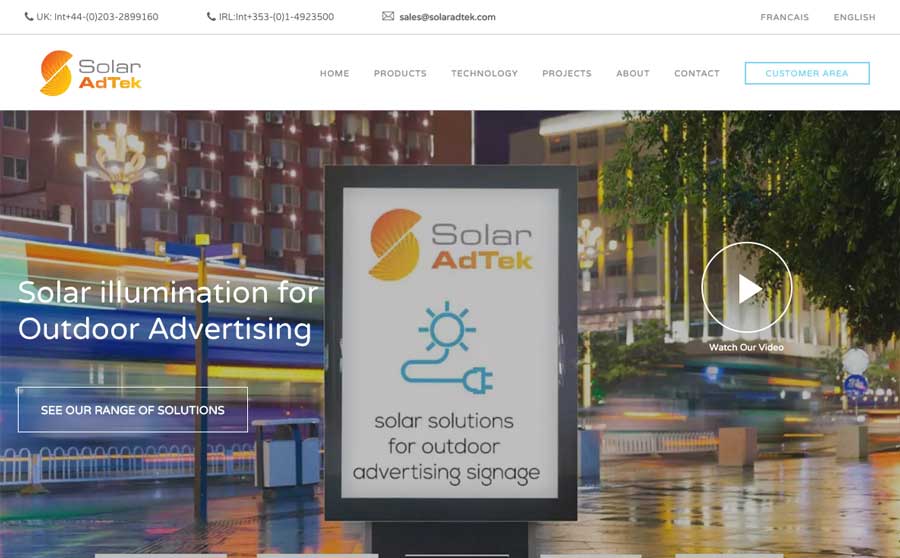 UK: Int+44-(0)203-2899160
IRL:Int+353-(0)1-4923500
sales@solaradtek.com
FRANCAIS
ENGLISH
Solar
AdTek
HOME
PRODUCTS
TECHNOLOGY
PROJECTS
ABOUT
CONTACT
CUSTOMER AREA
Solar illumination for
Outdoor Advertising
SEE OUR RANGE OF SOLUTIONS
Solar
AdTek
solar solutions
for outdoor
advertising signage
Watch Our Video